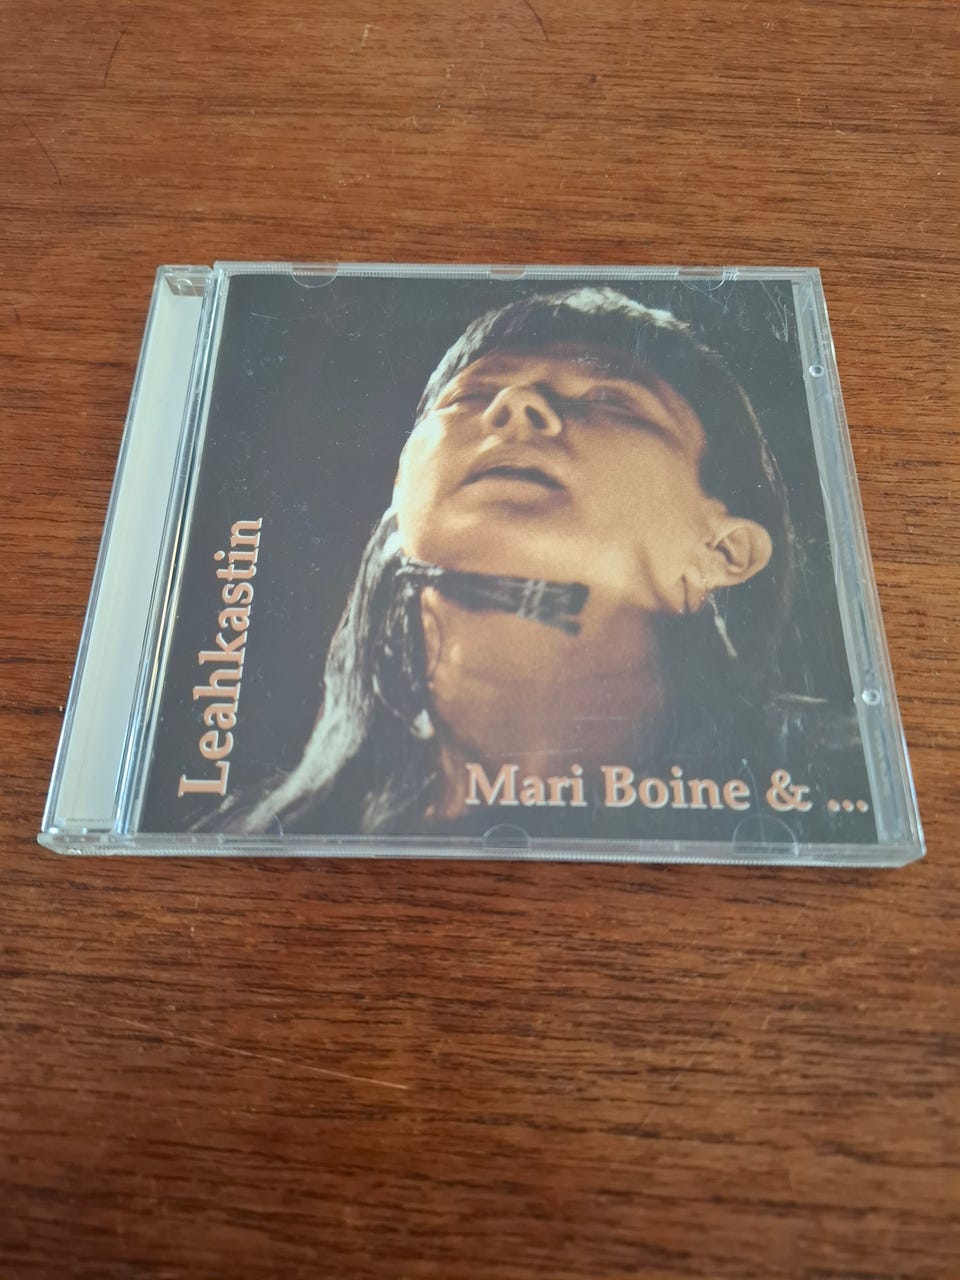 Leahkastin
Mari Boine & ...